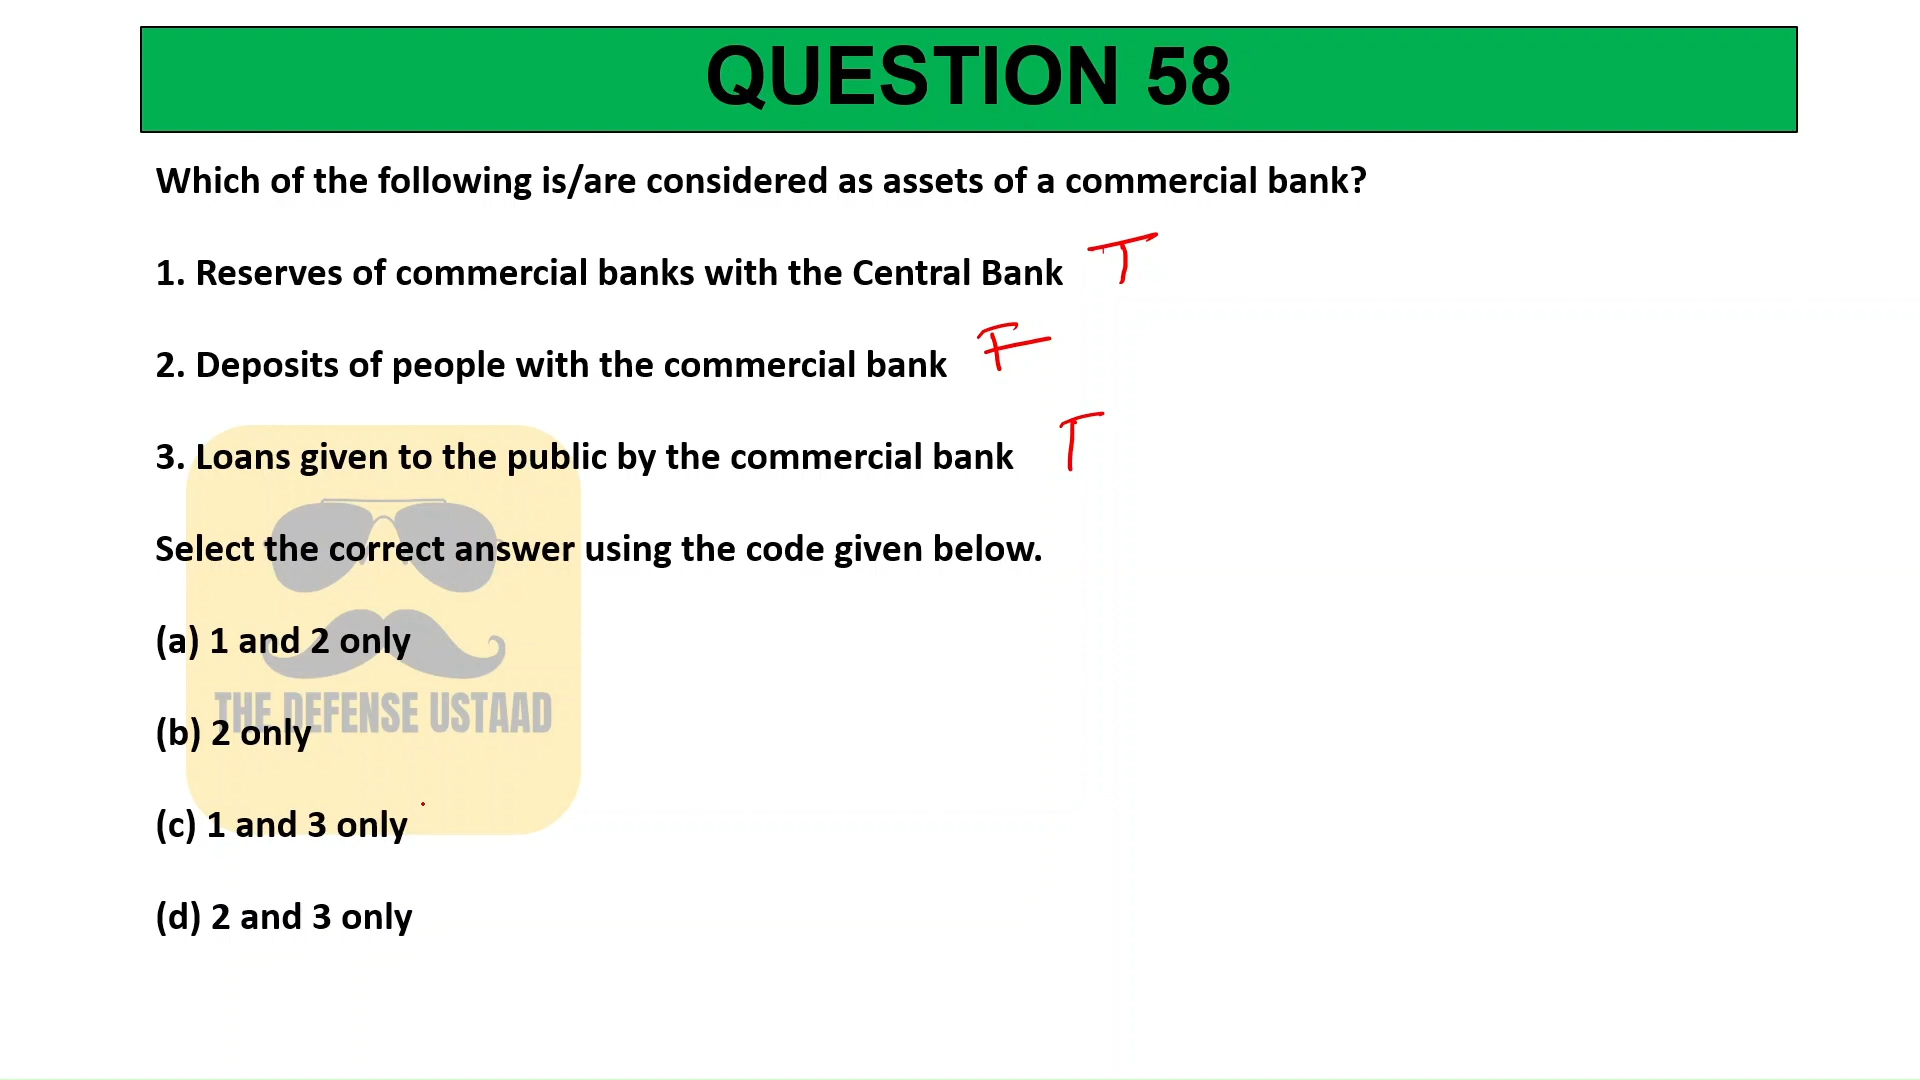 QUESTION 58
Which of the following is/are considered as assets of a commercial bank?
1. Reserves of commercial banks with the Central Bank T
2. Deposits of people with the commercial bank F
3. Loans given to the public by the commercial bank T
Select the correct answer using the code given below.
(a) 1 and 2 only
THE DEFENSE USTAAD
(b) 2 only
(c) 1 and 3 only
(d) 2 and 3 only